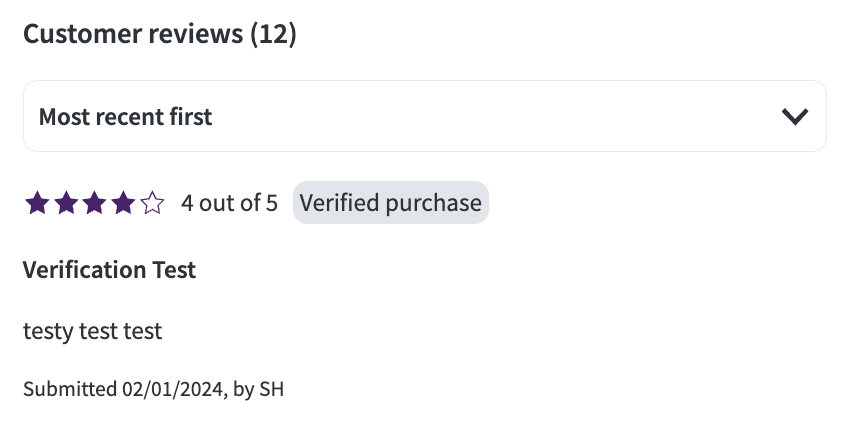 Customer reviews (12)
Most recent first
4 out of 5 Verified purchase
Verification Test
testy test test
Submitted 02/01/2024, by SH